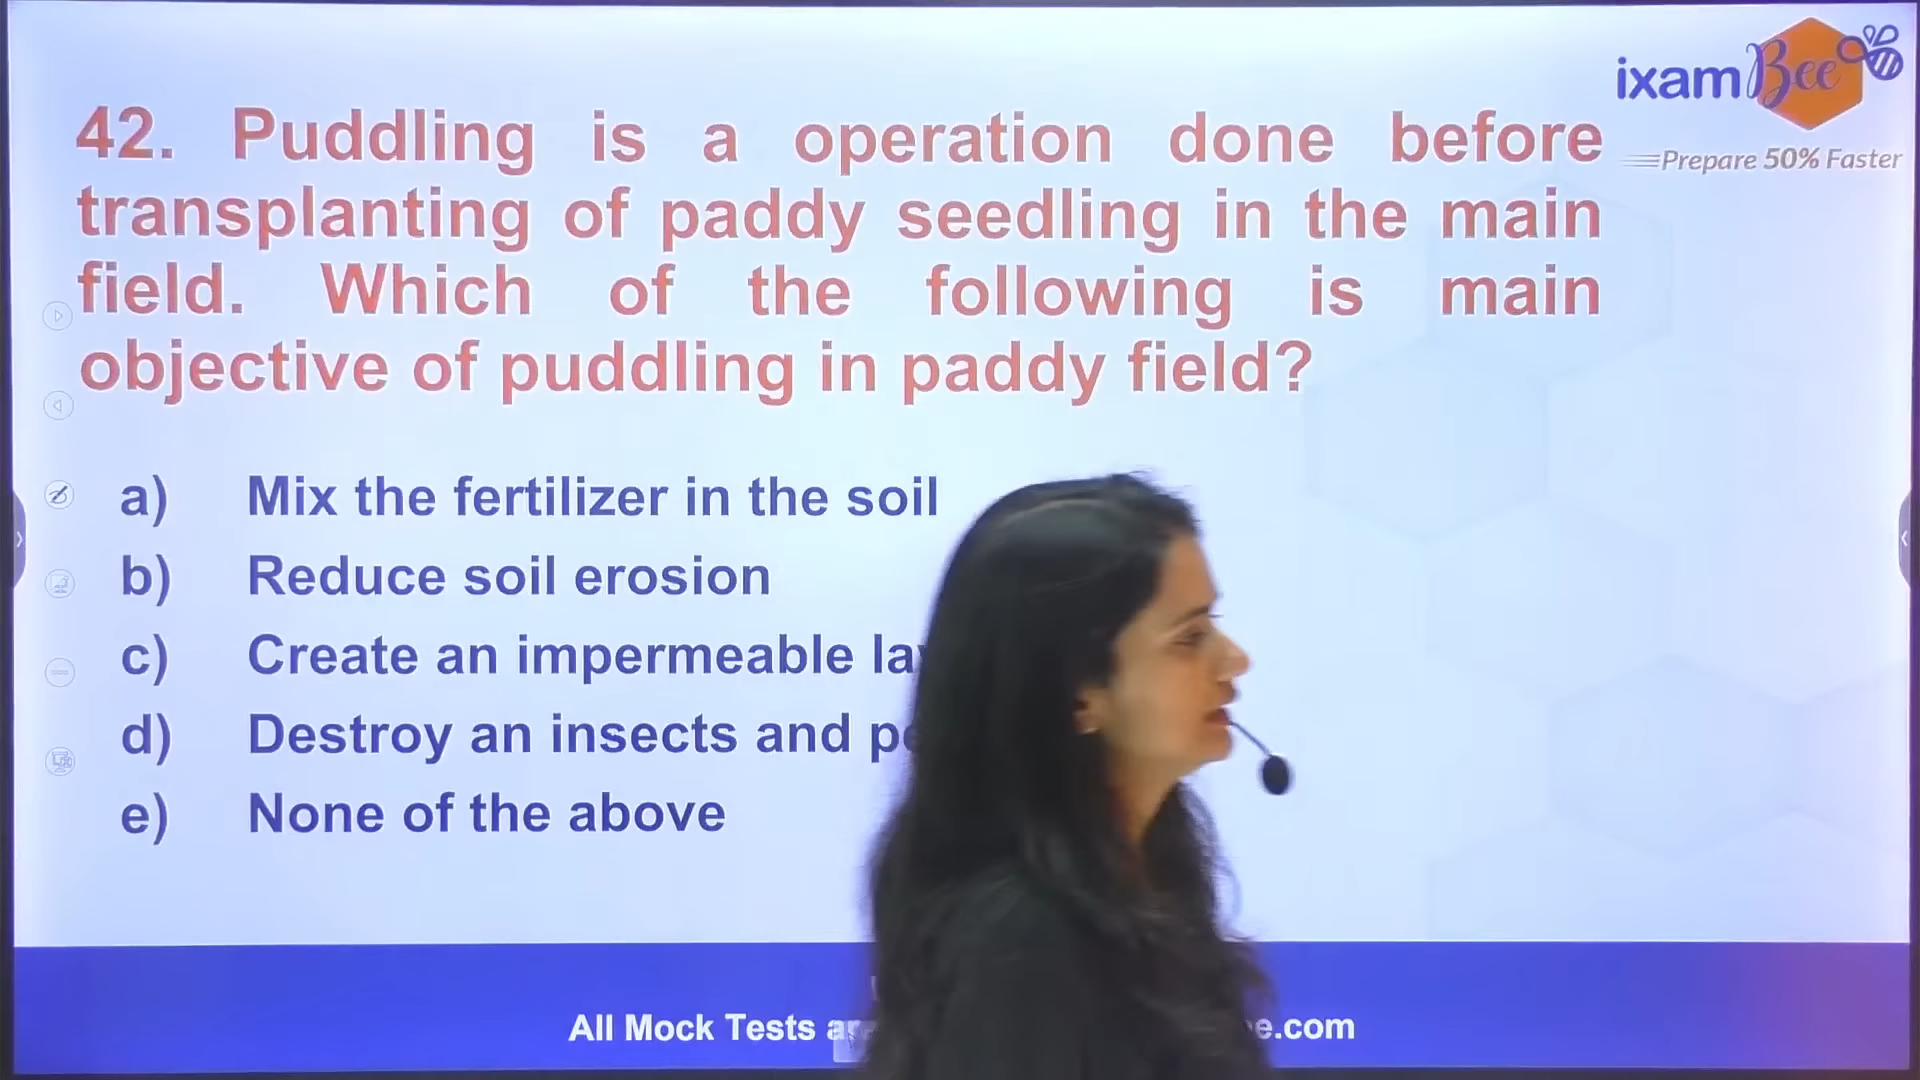 ixamBee
Prepare 50% Faster
42. Puddling is a operation done before
transplanting of paddy seedling in the main
field. Which of the following is main
objective of puddling in paddy field?
a) Mix the fertilizer in the soil
b) Reduce soil erosion
c) Create an impermeable
d) Destroy an insects and
e) None of the above
All Mock Tests
.com